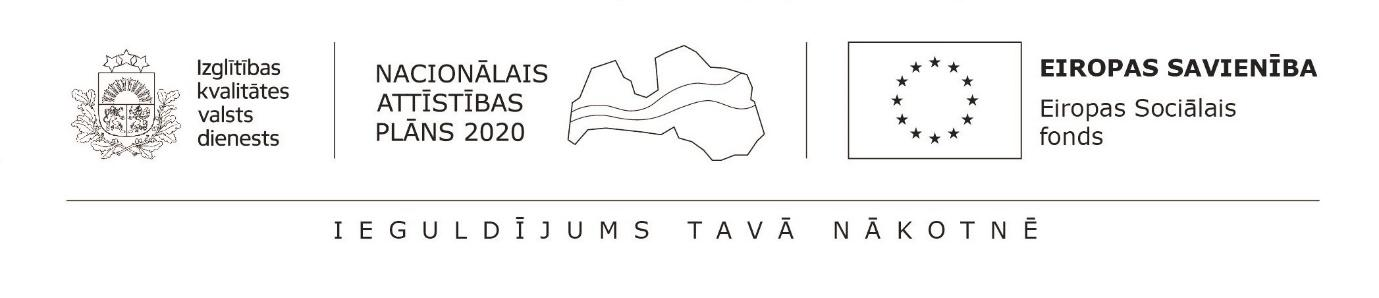 Izglītības
kvalitātes
valsts
dienests
NACIONĀLAIS
ATTĪSTĪBAS
PLĀNS 2020
EIROPAS SAVIENĪBA
Eiropas Sociālais
fonds
IEGULDĪJUMS TAVĀ NĀKOTNĒ